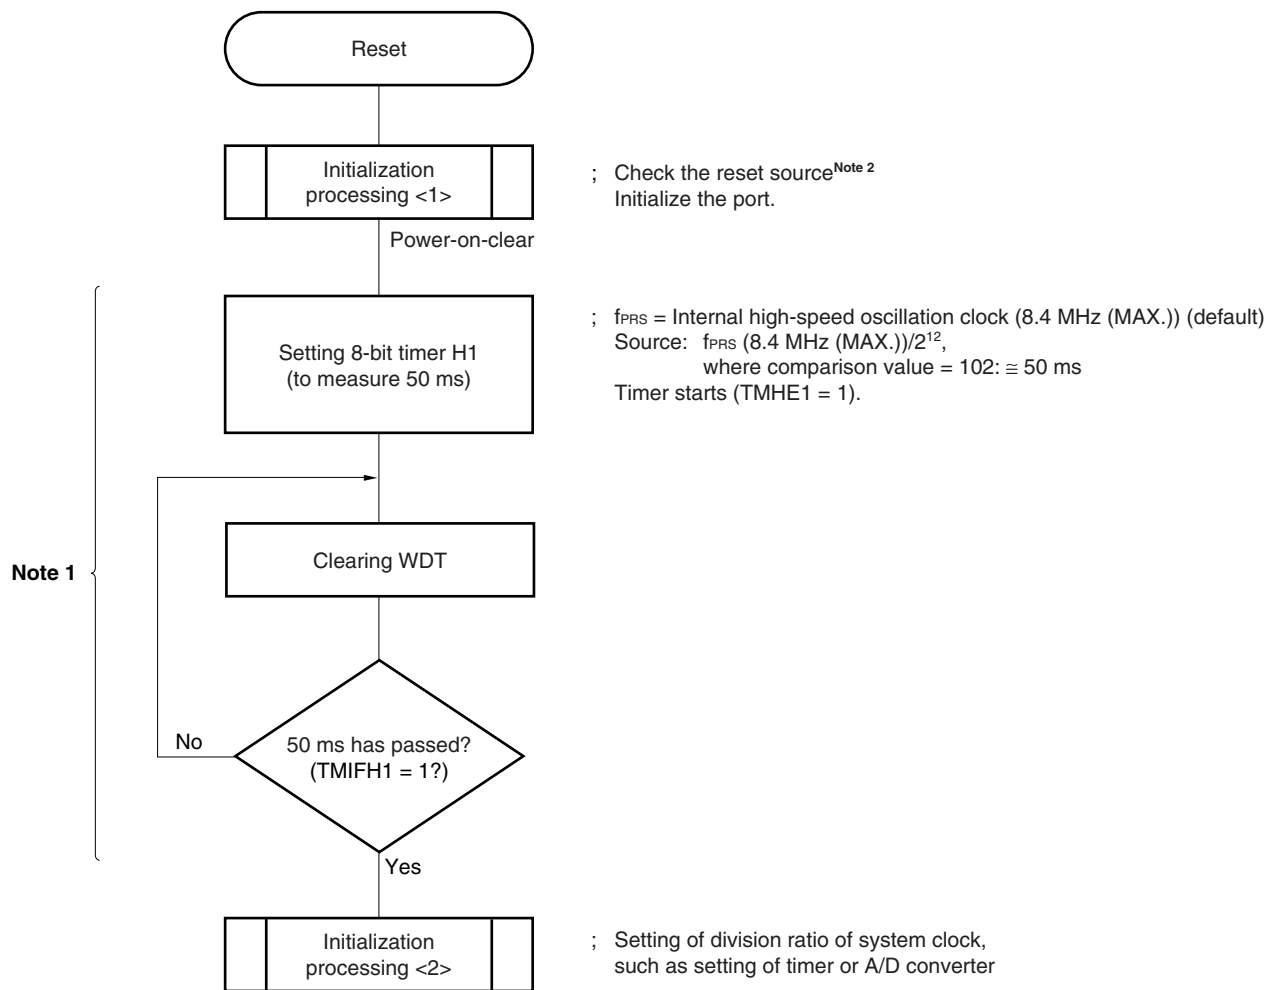 Reset
Initialization
processing <1>
; Check the reset sourceNote 2
Initialize the port.
Power-on-clear
Setting 8-bit timer H1
(to measure 50 ms)
; fPRS = Internal high-speed oscillation clock (8.4 MHz (MAX.)) (default)
Source: fPRS (8.4 MHz (MAX.))/2¹²,
where comparison value = 102: ≅ 50 ms
Timer starts (TMHE1 = 1).
Note 1
Clearing WDT
No
50 ms has passed?
(TMIFH1 = 1?)
Yes
Initialization
processing <2>
; Setting of division ratio of system clock,
such as setting of timer or A/D converter